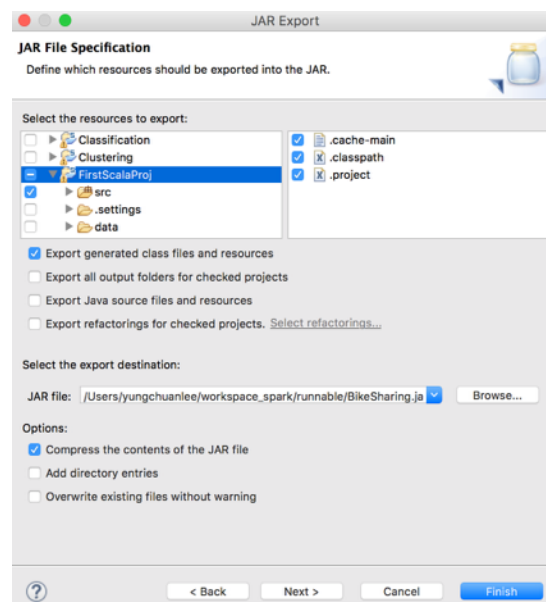 JAR Export
JAR File Specification
Define which resources should be exported into the JAR.
Select the resources to export:
Classification
Clustering
FirstScalaProj
src
.settings
data
.cache-main
.classpath
.project
Export generated class files and resources
Export all output folders for checked projects
Export Java source files and resources
Export refactorings for checked projects. Select refactorings...
Select the export destination:
JAR file: /Users/yungchuanlee/workspace_spark/runnable/BikeSharing.ja Browse...
Options:
Compress the contents of the JAR file
Add directory entries
Overwrite existing files without warning
? < Back Next > Cancel Finish